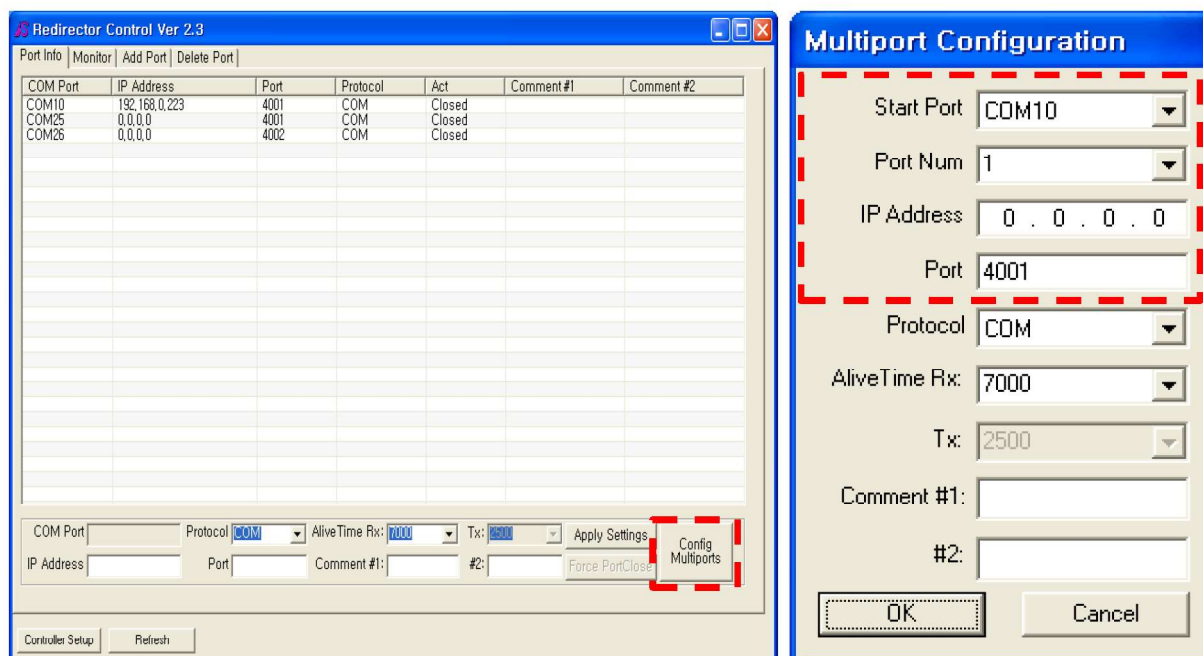 Redirector Control Ver 2.3
Port Info Monitor Add Port Delete Port
COM Port IP Address Port Protocol Act Comment #1 Comment #2
COM10 192,168,0,223 4001 COM Closed
COM25 0,0,0,0 4001 COM Closed
COM26 0,0,0,0 4002 COM Closed
COM Port Protocol COM AliveTime Rx: 7000 Tx: 2500 Apply Settings Config Multiports
IP Address Port Comment #1: #2: Force PortClose
Controller Setup Refresh
Multiport Configuration
Start Port COM10
Port Num 1
IP Address 0 . 0 . 0 . 0
Port 4001
Protocol COM
AliveTime Rx: 7000
Tx: 2500
Comment #1:
#2:
OK Cancel